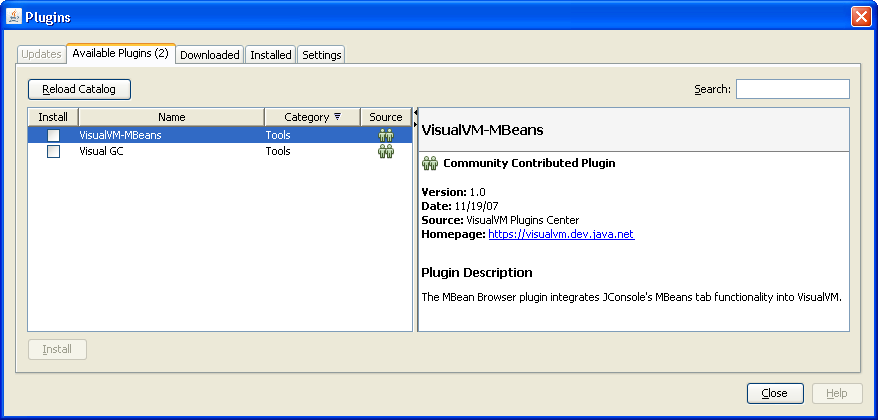 Plugins
Updates Available Plugins (2) Downloaded Installed Settings
Reload Catalog Search:
Install Name Category Source
VisualVM-MBeans Tools
Visual GC Tools
VisualVM-MBeans
Community Contributed Plugin
Version: 1.0
Date: 11/19/07
Source: VisualVM Plugins Center
Homepage: https://visualvm.dev.java.net
Plugin Description
The MBean Browser plugin integrates JConsole's MBeans tab functionality into VisualVM.
Install
Close Help